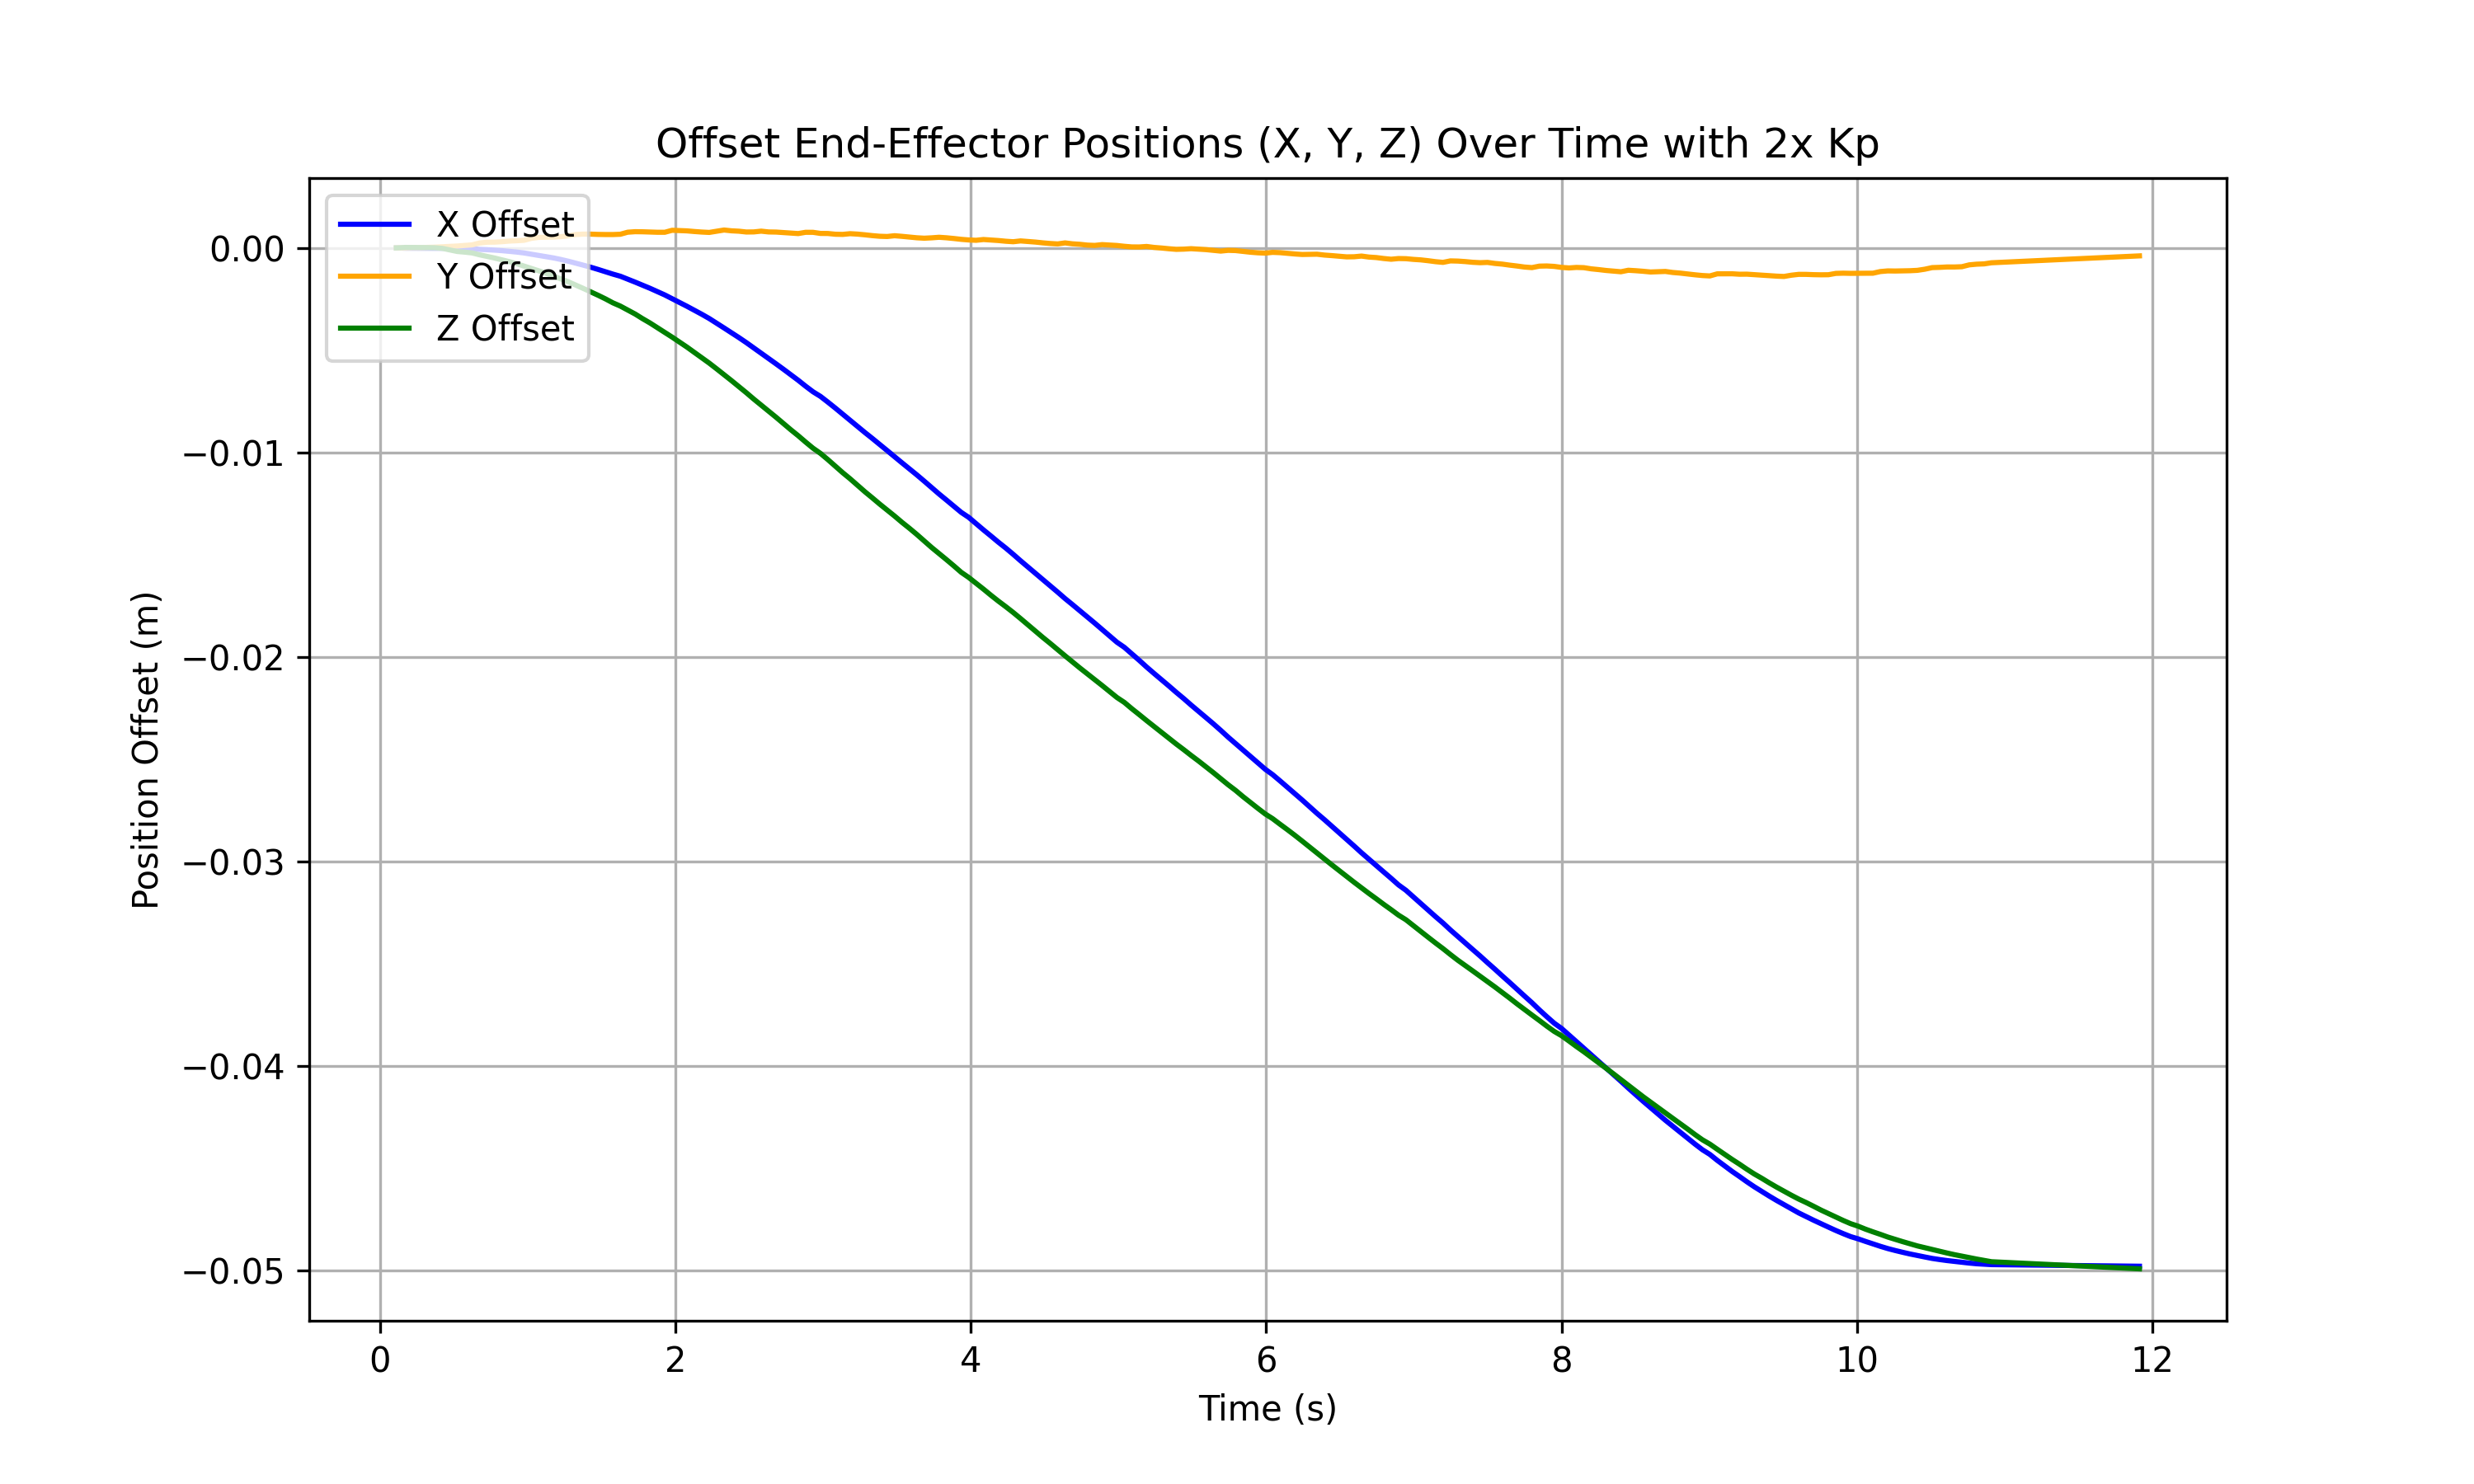 Offset End-Effector Positions (X, Y, Z) Over Time with 2x Kp
X Offset
Y Offset
Z Offset
0.00
−0.01
−0.02
−0.03
−0.04
−0.05
Position Offset (m)
0 2 4 6 8 10 12
Time (s)